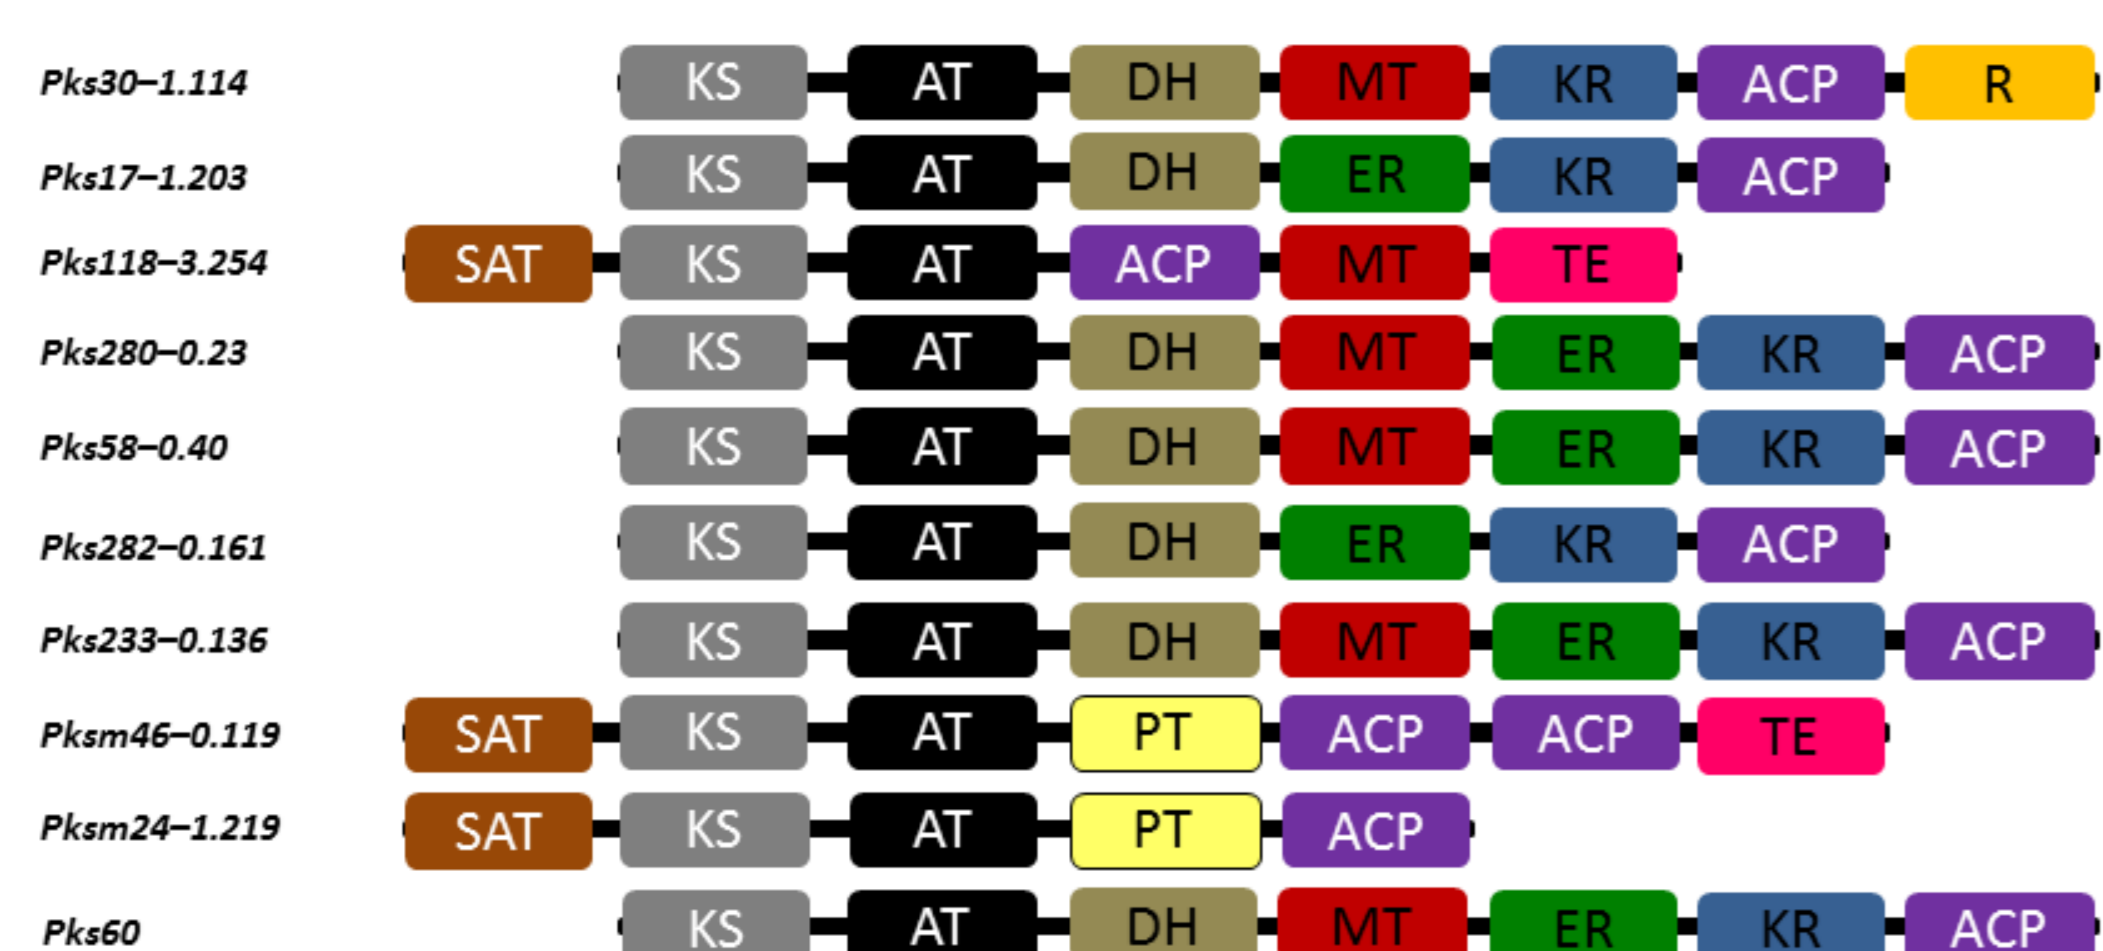 Pks30–1.114 KS AT DH MT KR ACP R
Pks17–1.203 KS AT DH ER KR ACP
Pks118–3.254 SAT KS AT ACP MT TE
Pks280–0.23 KS AT DH MT ER KR ACP
Pks58–0.40 KS AT DH MT ER KR ACP
Pks282–0.161 KS AT DH ER KR ACP
Pks233–0.136 KS AT DH MT ER KR ACP
Pksm46–0.119 SAT KS AT PT ACP ACP TE
Pksm24–1.219 SAT KS AT PT ACP
Pks60 KS AT DH MT ER KR ACP